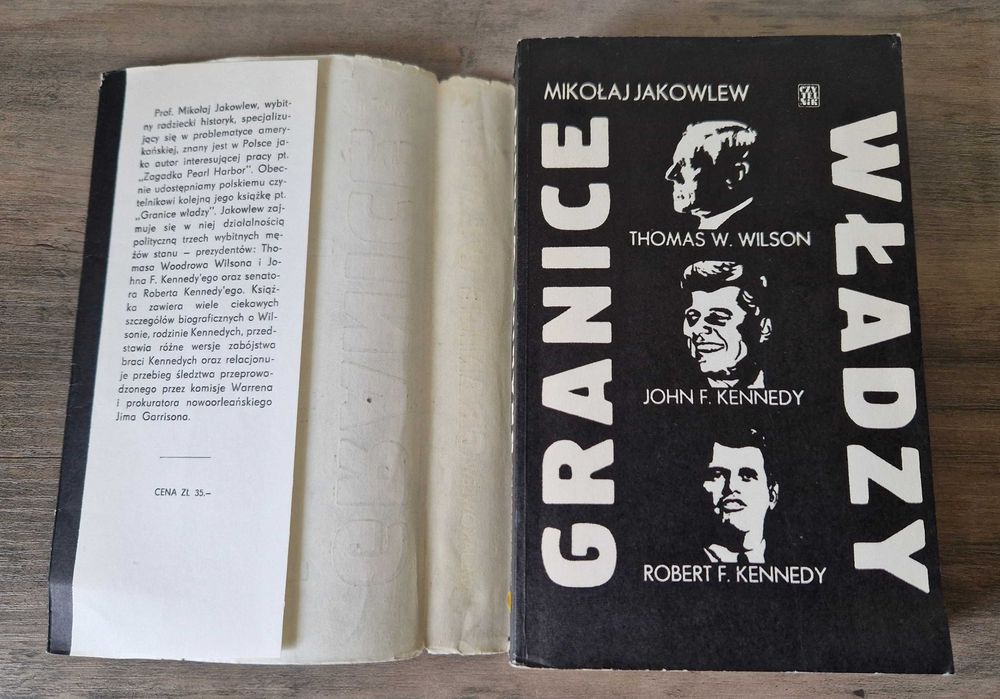 Prof. Mikołaj Jakowlew, wybit-
ny radziecki historyk, specjalizu-
jący się w problematyce amery-
kańskiej, znany jest w Polsce ja-
ko autor interesującej pracy pt.
„Zagadka Pearl Harbor”. Obec-
nie udostępniamy polskiemu czy-
telnikowi kolejną jego książkę pt.
„Granice władzy”. Jakowlew zaj-
muje się w niej działalnością
polityczną trzech wybitnych mę-
żów stanu – prezydentów: Tho-
masa Woodrowa Wilsona i Jo-
hna F. Kennedy'ego oraz senato-
ra Roberta Kennedy'ego. Książ-
ka zawiera wiele ciekawych
szczegółów biograficznych o Wil-
sonie, rodzinie Kennedych, przed-
stawia różne wersje zabójstwa
braci Kennedych oraz relacjonu-
je przebieg śledztwa przeprowa-
dzonego przez komisje Warrena
i prokuratora nowoorleańskiego
Jima Garrisona.
CENA ZŁ 35.–
MIKOŁAJ JAKOWLEW
CZY
TEL
NIK
GRANICE
WŁADZY
THOMAS W. WILSON
JOHN F. KENNEDY
ROBERT F. KENNEDY